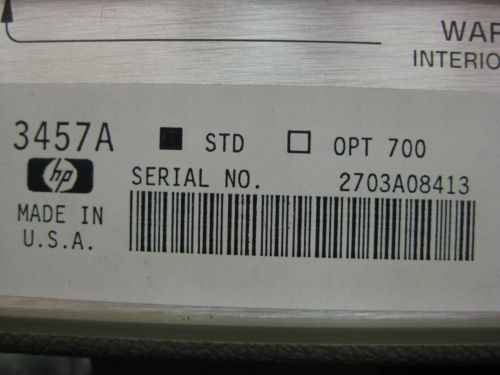 WAR
INTERIO
3457A ■ STD □ OPT 700
hp
SERIAL NO. 2703A08413
MADE IN
U.S.A.